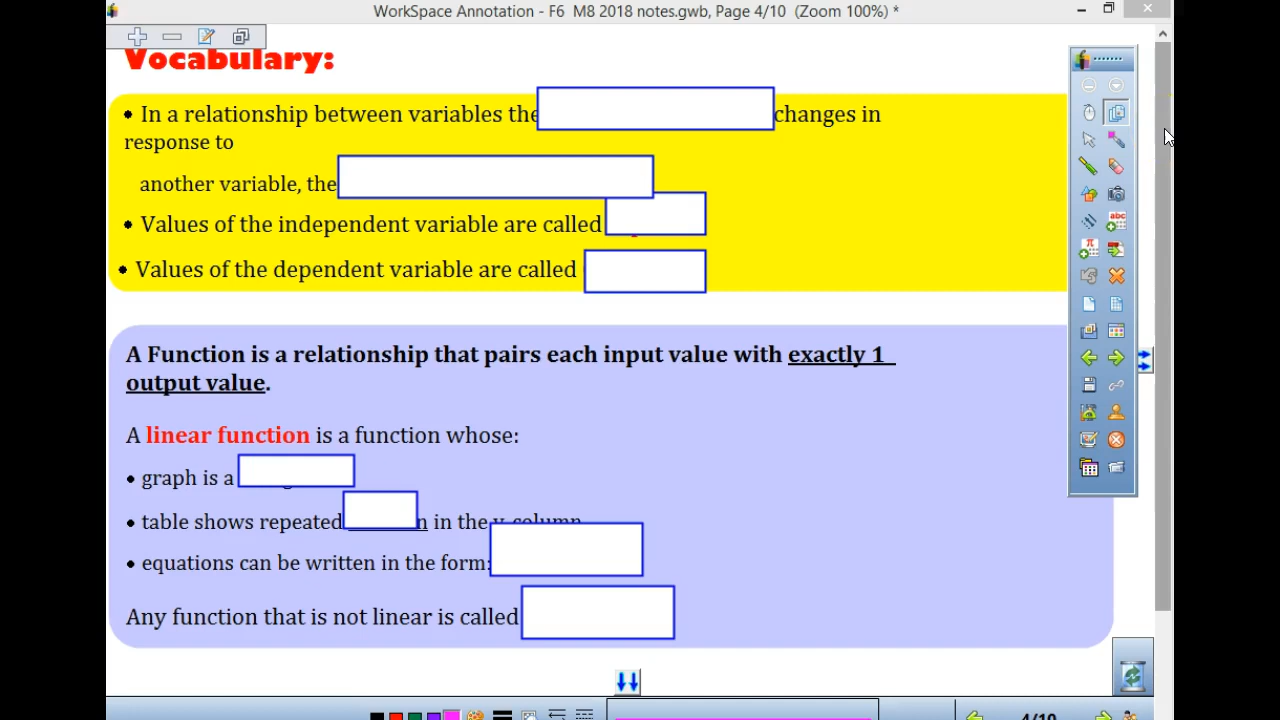 WorkSpace Annotation - F6 M8 2018 notes.gwb, Page 4/10 (Zoom 100%) *
Vocabulary:
• In a relationship between variables the changes in
response to
another variable, the
• Values of the independent variable are called
• Values of the dependent variable are called
A Function is a relationship that pairs each input value with exactly 1
output value.
A linear function is a function whose:
• graph is a
• table shows repeated n in the y-column
• equations can be written in the form:
Any function that is not linear is called
abc
π
4/10